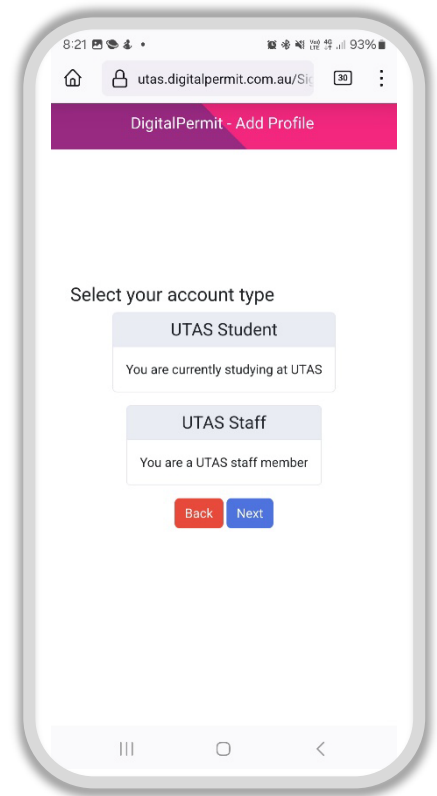 8:21
93%
utas.digitalpermit.com.au/Sig
30
DigitalPermit - Add Profile
Select your account type
UTAS Student
You are currently studying at UTAS
UTAS Staff
You are a UTAS staff member
Back Next